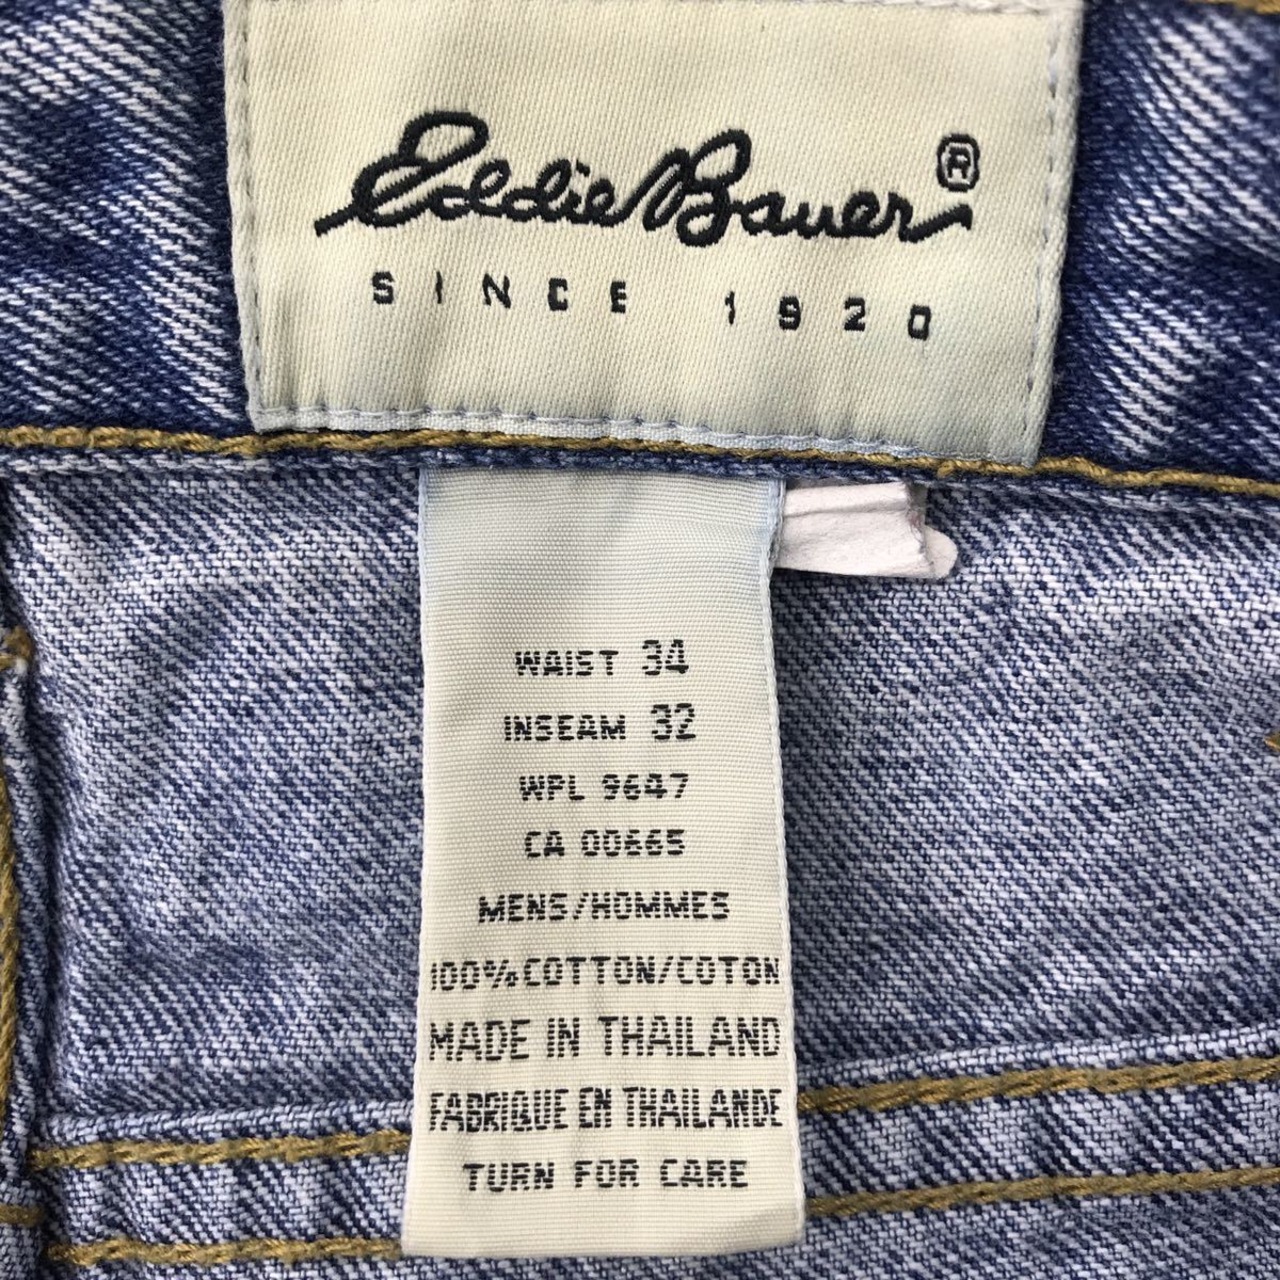 Eddie Bauer®
SINCE 1920
WAIST 34
INSEAM 32
WPL 9647
CA 00665
MENS/HOMMES
100% COTTON/COTON
MADE IN THAILAND
FABRIQUE EN THAILANDE
TURN FOR CARE